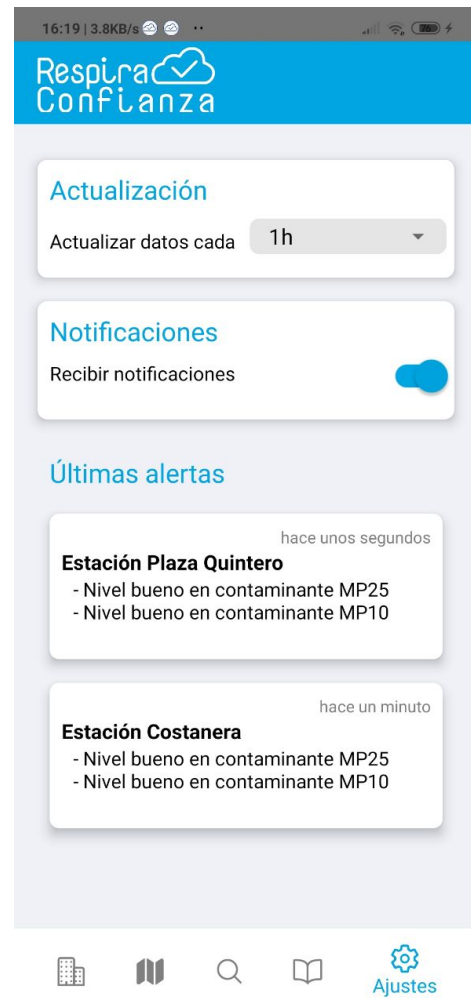 16:19 | 3.8KB/s
Respira
Confianza
Actualización
Actualizar datos cada 1h
Notificaciones
Recibir notificaciones
Últimas alertas
hace unos segundos
Estación Plaza Quintero
- Nivel bueno en contaminante MP25
- Nivel bueno en contaminante MP10
hace un minuto
Estación Costanera
- Nivel bueno en contaminante MP25
- Nivel bueno en contaminante MP10
Ajustes